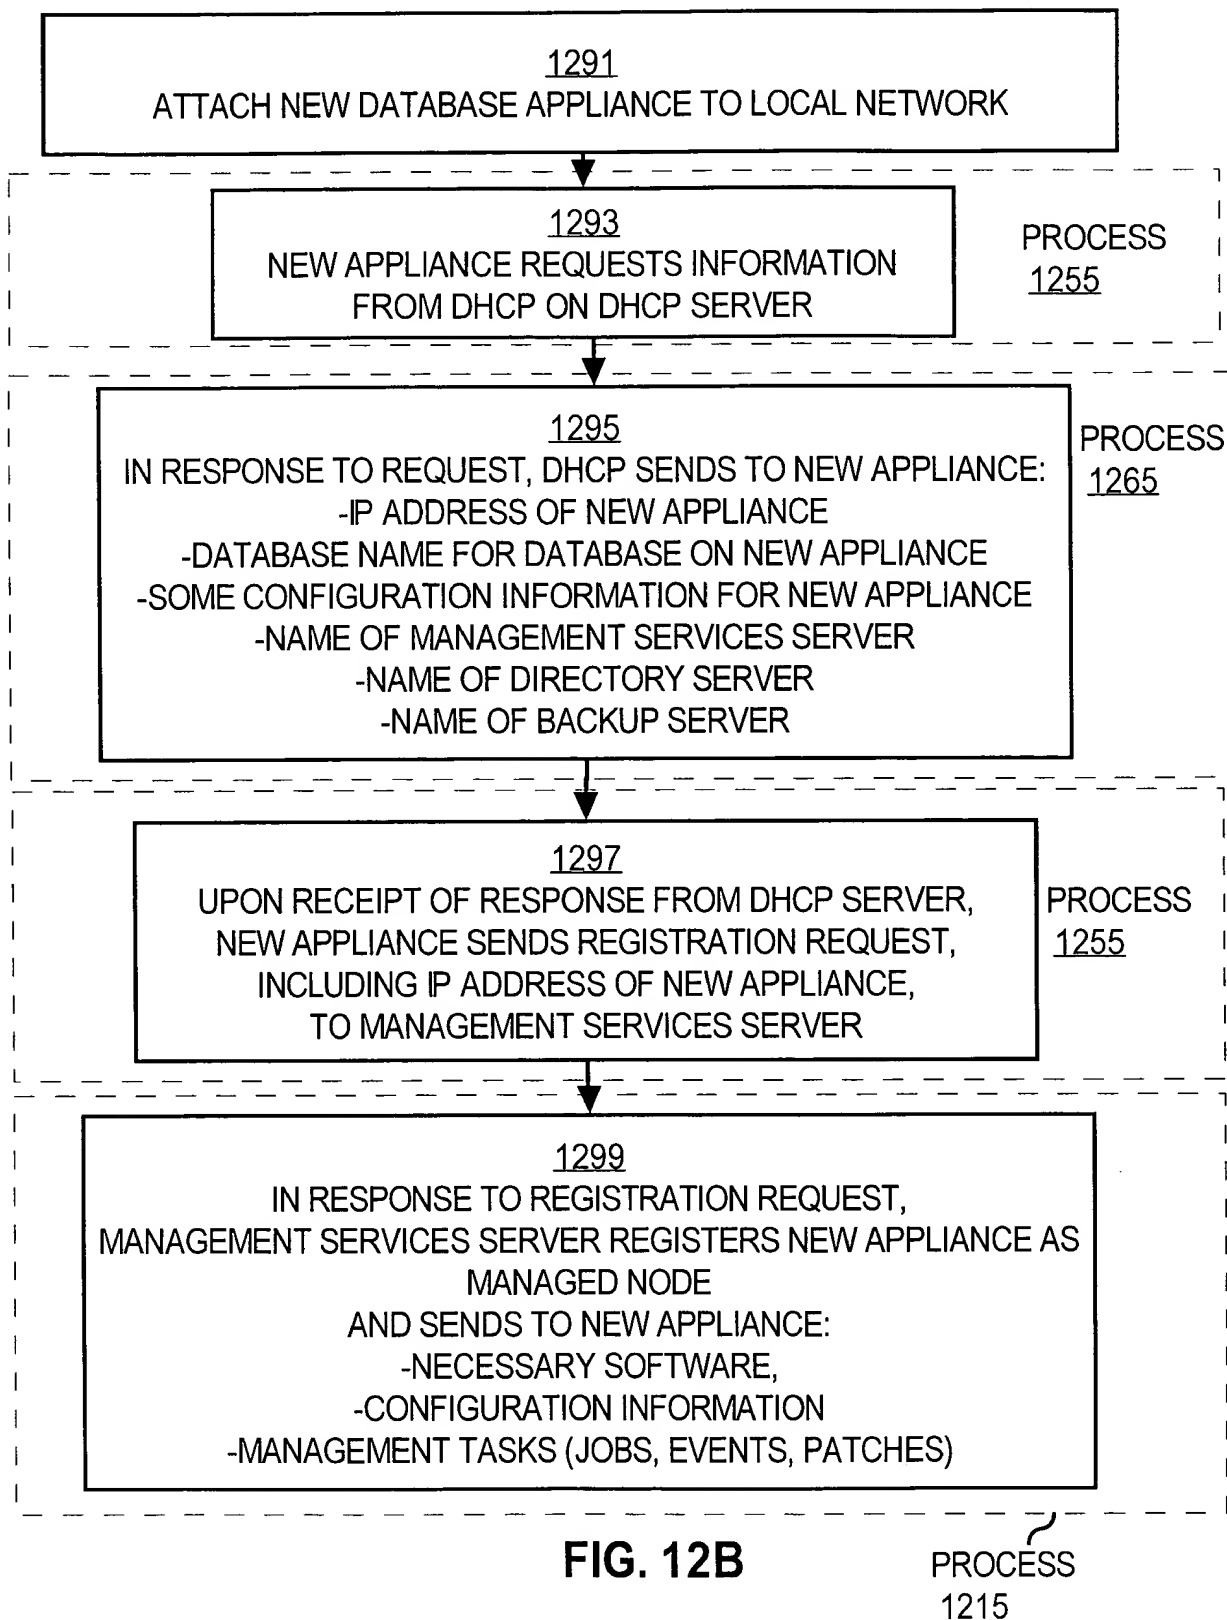 1291
ATTACH NEW DATABASE APPLIANCE TO LOCAL NETWORK
1293
NEW APPLIANCE REQUESTS INFORMATION
FROM DHCP ON DHCP SERVER
PROCESS
1255
1295
IN RESPONSE TO REQUEST, DHCP SENDS TO NEW APPLIANCE:
-IP ADDRESS OF NEW APPLIANCE
-DATABASE NAME FOR DATABASE ON NEW APPLIANCE
-SOME CONFIGURATION INFORMATION FOR NEW APPLIANCE
-NAME OF MANAGEMENT SERVICES SERVER
-NAME OF DIRECTORY SERVER
-NAME OF BACKUP SERVER
PROCESS
1265
1297
UPON RECEIPT OF RESPONSE FROM DHCP SERVER,
NEW APPLIANCE SENDS REGISTRATION REQUEST,
INCLUDING IP ADDRESS OF NEW APPLIANCE,
TO MANAGEMENT SERVICES SERVER
PROCESS
1255
1299
IN RESPONSE TO REGISTRATION REQUEST,
MANAGEMENT SERVICES SERVER REGISTERS NEW APPLIANCE AS
MANAGED NODE
AND SENDS TO NEW APPLIANCE:
-NECESSARY SOFTWARE,
-CONFIGURATION INFORMATION
-MANAGEMENT TASKS (JOBS, EVENTS, PATCHES)
FIG. 12B
PROCESS
1215